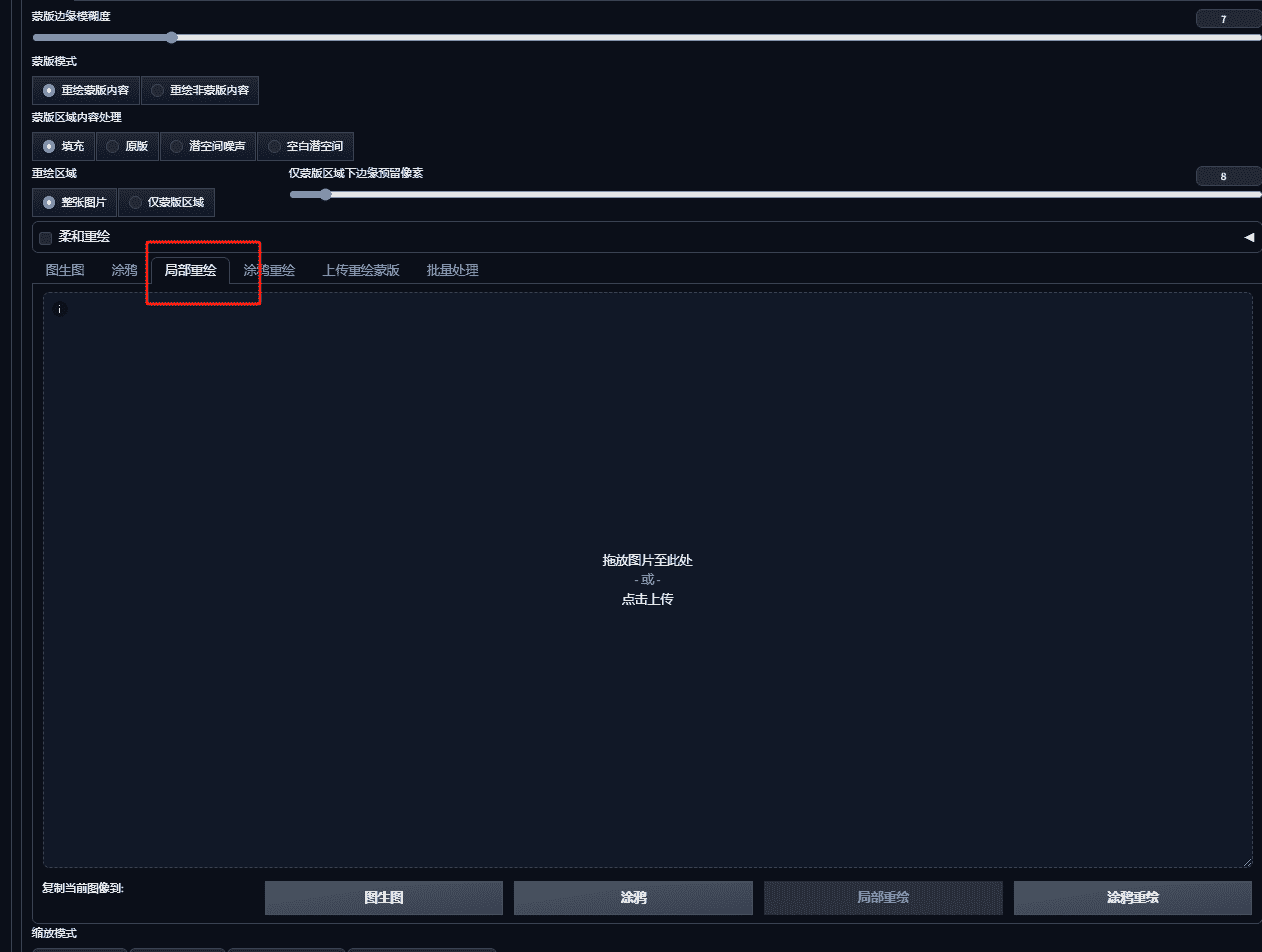 蒙版边缘模糊度 7
蒙版模式
重绘蒙版内容 重绘非蒙版内容
蒙版区域内容处理
填充 原版 潜空间噪声 空白潜空间
重绘区域 仅蒙版区域下边缘预留像素 8
整张图片 仅蒙版区域
柔和重绘
图生图 涂鸦 局部重绘 涂鸦重绘 上传重绘蒙版 批量处理
i
拖放图片至此处
- 或 -
点击上传
复制当前图像到: 图生图 涂鸦 局部重绘 涂鸦重绘
缩放模式